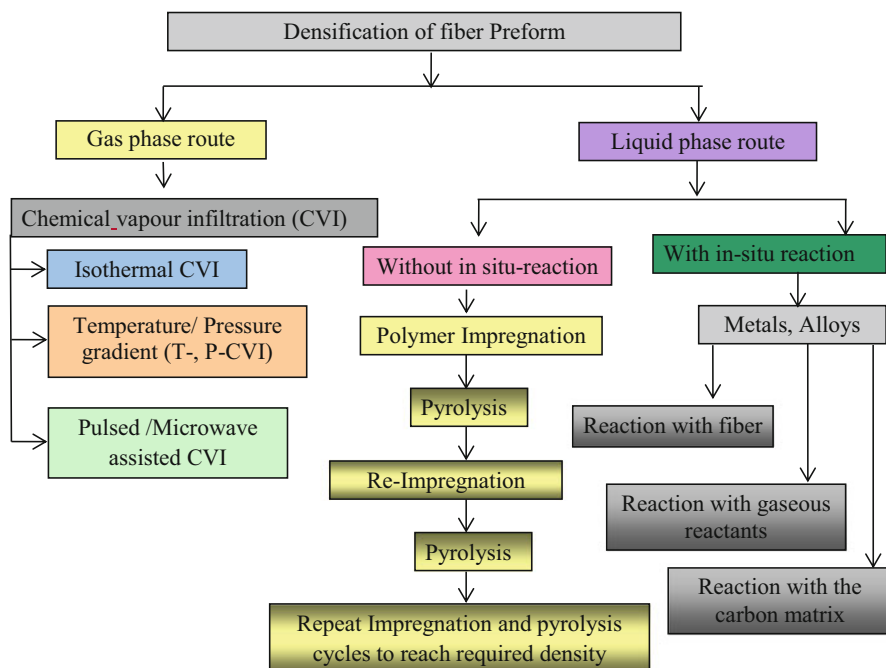 Densification of fiber Preform
Gas phase route
Liquid phase route
Chemical vapour infiltration (CVI)
Isothermal CVI
Temperature/ Pressure
gradient (T-, P-CVI)
Pulsed /Microwave
assisted CVI
Without in situ-reaction
Polymer Impregnation
Pyrolysis
Re-Impregnation
Pyrolysis
Repeat Impregnation and pyrolysis
cycles to reach required density
With in-situ reaction
Metals, Alloys
Reaction with fiber
Reaction with gaseous
reactants
Reaction with the
carbon matrix